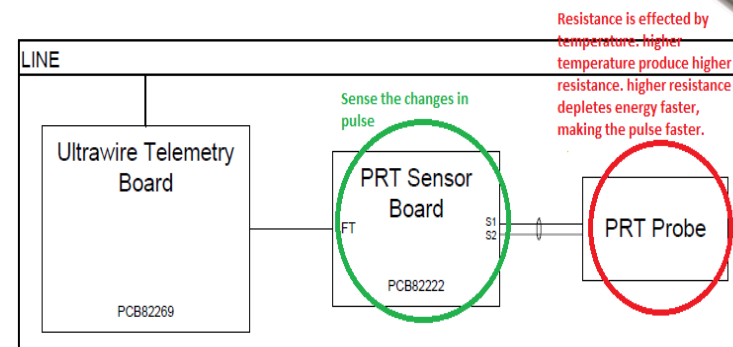 Resistance is effected by
temperature. higher
temperature produce higher
resistance. higher resistance
depletes energy faster,
making the pulse faster.
LINE
Sense the changes in
pulse
Ultrawire Telemetry
Board
PCB82269
PRT Sensor
Board
FT
S1
S2
PCB82222
PRT Probe